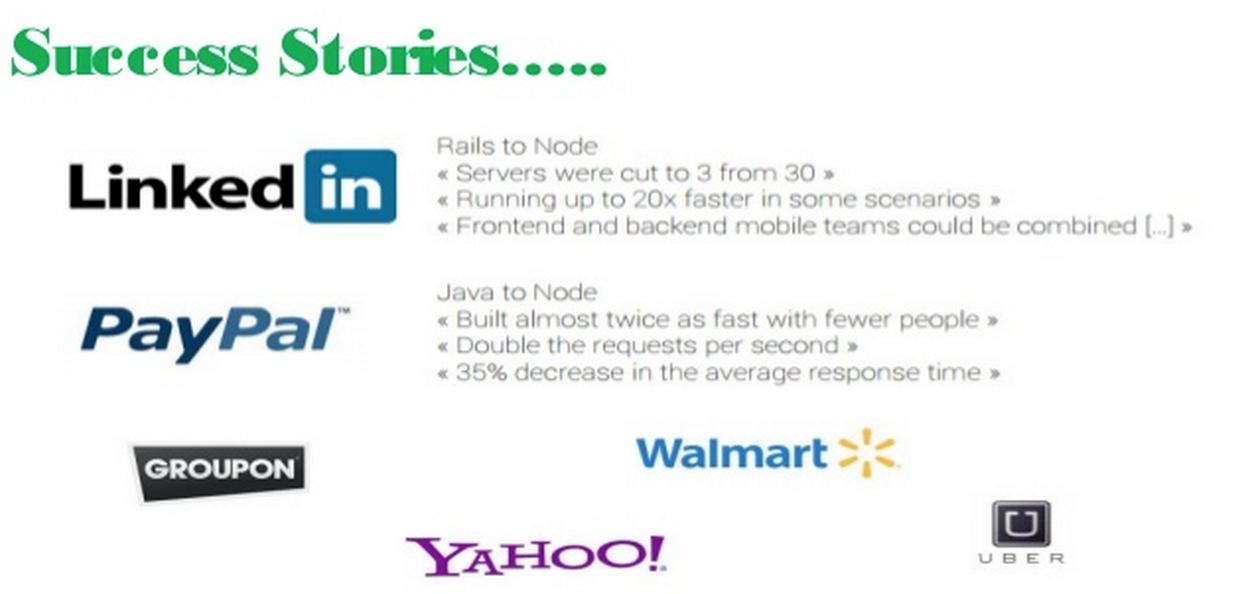 Success Stories.....
Linked in
Rails to Node
« Servers were cut to 3 from 30 »
« Running up to 20x faster in some scenarios »
« Frontend and backend mobile teams could be combined [...] »
PayPal™
Java to Node
« Built almost twice as fast with fewer people »
« Double the requests per second »
« 35% decrease in the average response time »
GROUPON
Walmart
YAHOO!
U
UBER